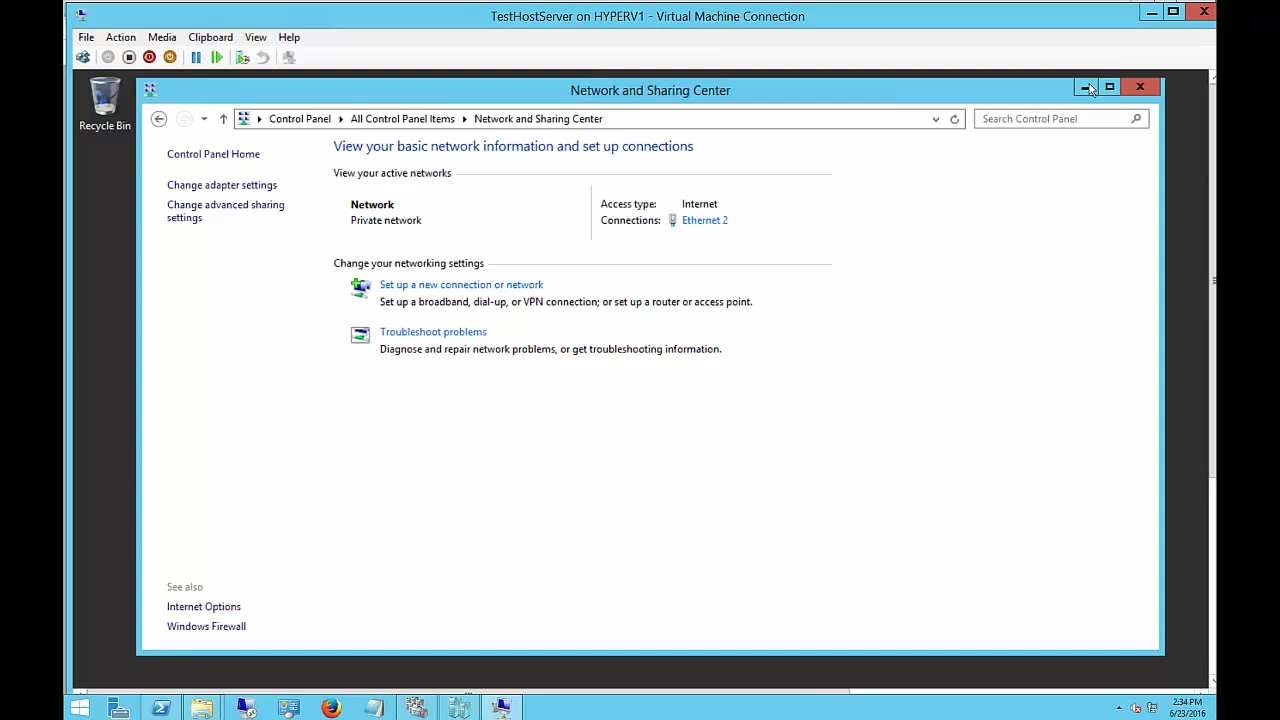 TestHostServer on HYPERV1 - Virtual Machine Connection
File Action Media Clipboard View Help
Network and Sharing Center
Recycle Bin
Control Panel All Control Panel Items Network and Sharing Center
Search Control Panel
Control Panel Home
Change adapter settings
Change advanced sharing
settings
View your basic network information and set up connections
View your active networks
Network
Private network
Access type: Internet
Connections: Ethernet 2
Change your networking settings
Set up a new connection or network
Set up a broadband, dial-up, or VPN connection; or set up a router or access point.
Troubleshoot problems
Diagnose and repair network problems, or get troubleshooting information.
See also
Internet Options
Windows Firewall
2:34 PM
6/23/2016